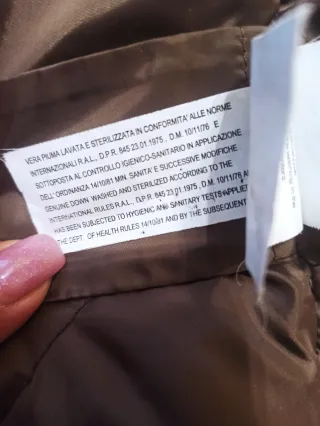 VERA PIUMA LAVATA E STERILIZZATA IN CONFORMITA' ALLE NORME
INTERNAZIONALI R.A.L., D.P.R. 845 23.01.1975 . D.M. 10/11/76 E
SOTTOPOSTA AL CONTROLLO IGIENICO-SANITARIO IN APPLICAZIONE
DELL'ORDINANZA 14/10/81 MIN. SANITA' E SUCCESSIVE MODIFICHE
GENUINE DOWN WASHED AND STERILIZED ACCORDING TO THE
INTERNATIONAL RULES R.A.L., D.P.R. 845 23.01.1975 . D.M. 10/11/76 AN
HAS BEEN SUBJECTED TO HYGIENIC AND SANITARY TESTS APPLIE
THE DEPT. OF HEALTH RULES 14/10/81 AND BY THE SUBSEQUENT